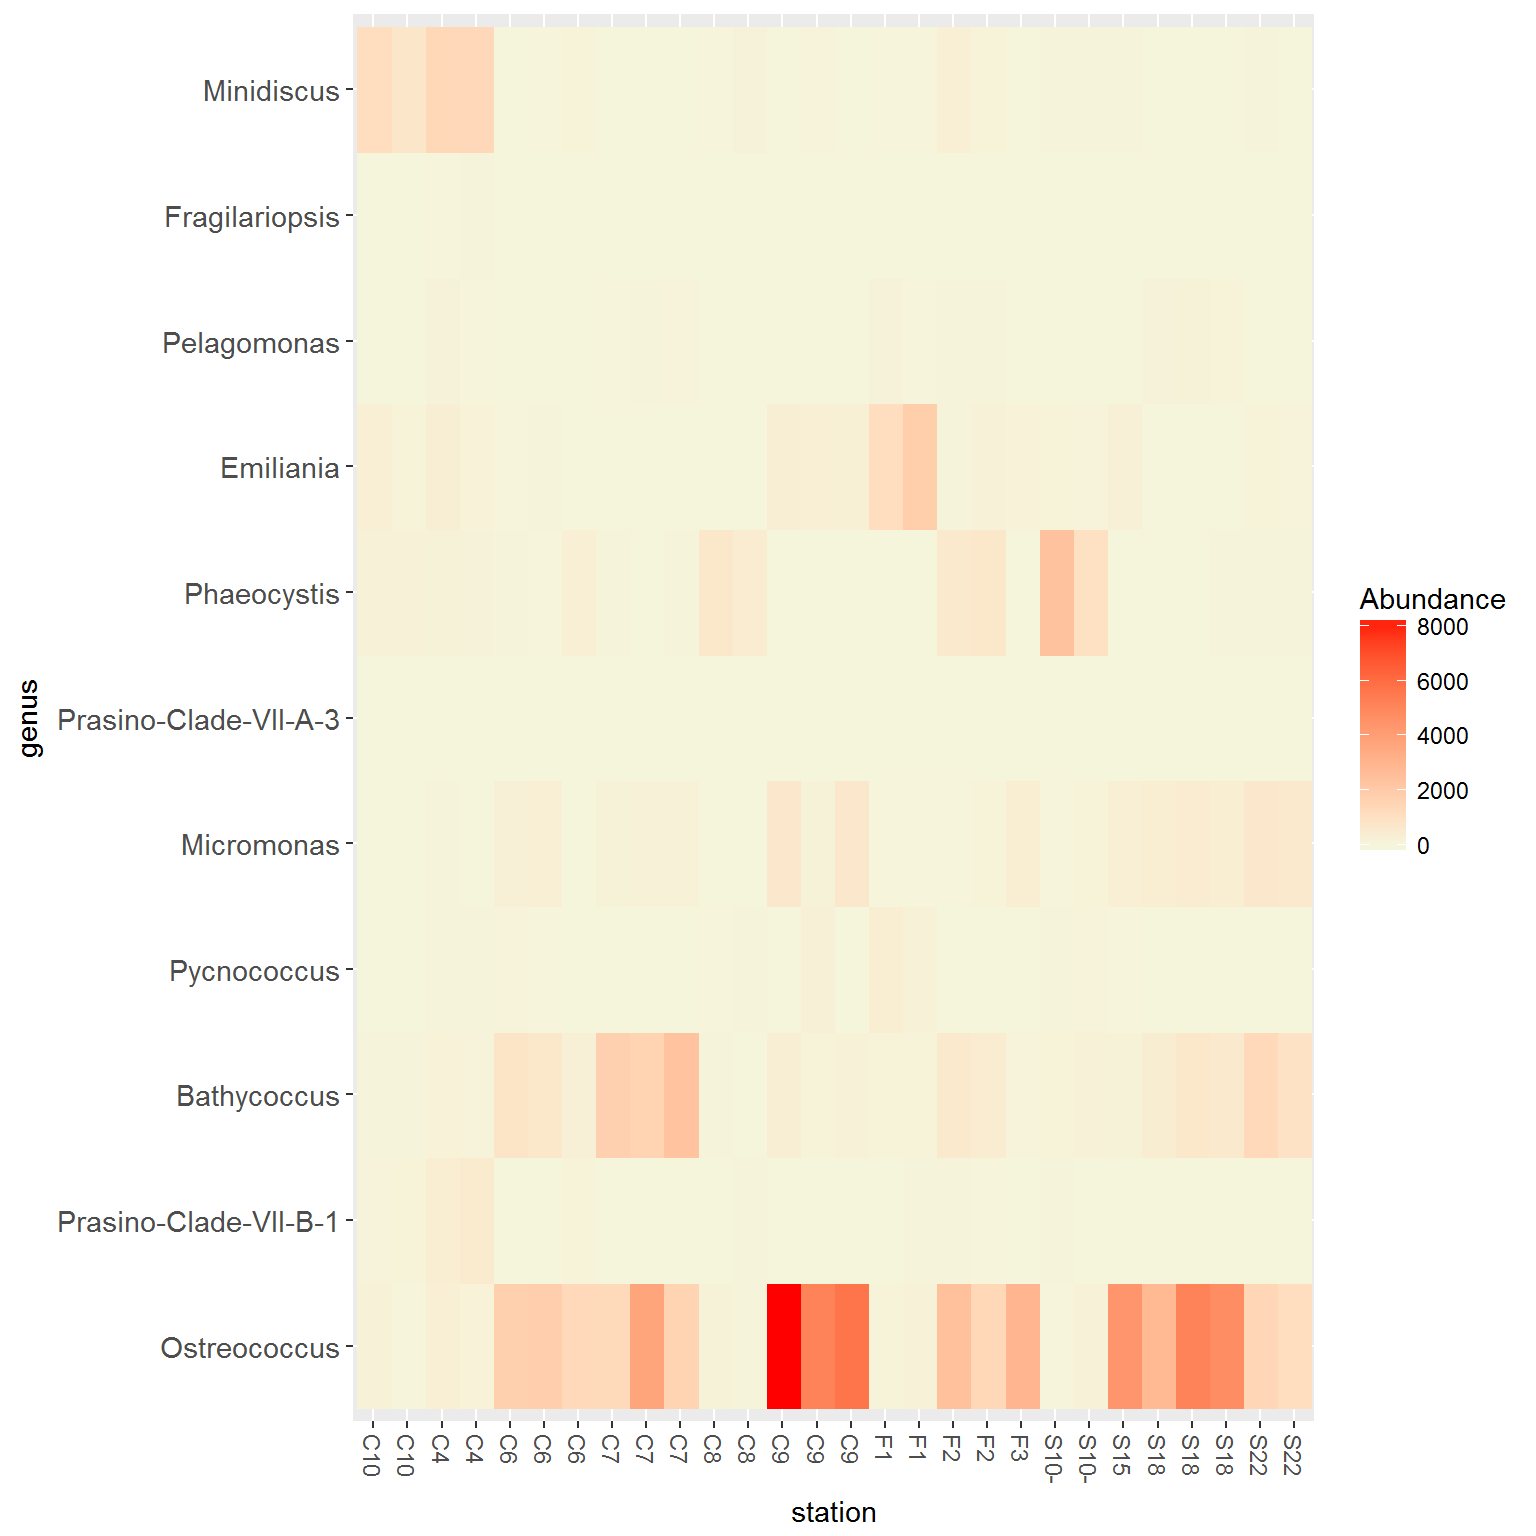 Minidiscus
Fragilariopsis
Pelagomonas
Emiliania
Phaeocystis
Prasino-Clade-VII-A-3
Micromonas
Pycnococcus
Bathycoccus
Prasino-Clade-VII-B-1
Ostreococcus
genus
C10 C10 C4 C4 C6 C6 C6 C7 C7 C7 C8 C8 C9 C9 C9 F1 F1 F2 F2 F3 S10- S10- S15 S18 S18 S18 S22 S22
station
Abundance
8000
6000
4000
2000
0